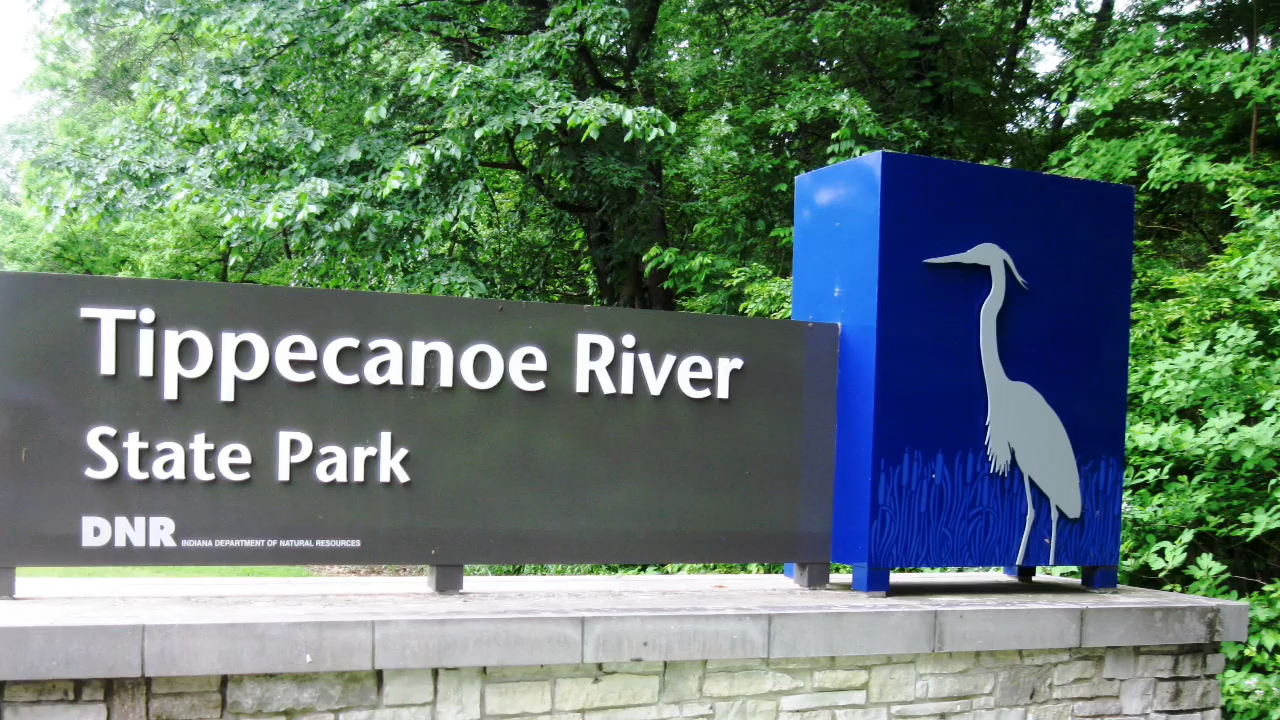 Tippecanoe River
State Park
DNR INDIANA DEPARTMENT OF NATURAL RESOURCES